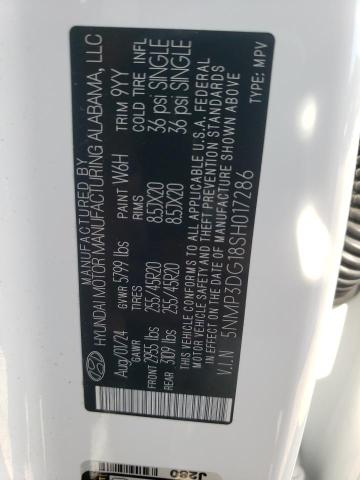 MANUFACTURED BY
HYUNDAI MOTOR MANUFACTURING ALABAMA, LLC
Aug/01/24 GVWR 5799 lbs PAINT W6H TRIM 9YY
GAWR RIMS COLD TIRE INFL
FRONT 2955 lbs 255/45R20 8.5JX20 36 psi SINGLE
REAR 3109 lbs 255/45R20 8.5JX20 36 psi SINGLE
THIS VEHICLE CONFORMS TO ALL APPLICABLE U.S.A. FEDERAL
MOTOR VEHICLE SAFETY AND THEFT PREVENTION STANDARDS
IN EFFECT ON THE DATE OF MANUFACTURE SHOWN ABOVE
V.I.N 5NMP3DG18SH017286 TYPE: MPV
J280